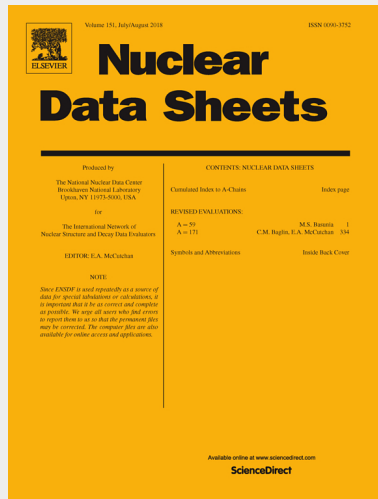 Volume 151, July/August 2018
ISSN 0090-3752
ELSEVIER
Nuclear
Data Sheets
Produced by
The National Nuclear Data Center
Brookhaven National Laboratory
Upton, NY 11973-5000, USA
for
The International Network of
Nuclear Structure and Decay Data Evaluators
EDITOR: E.A. McCutchan
NOTE
Since ENSDF is used repeatedly as a source of
data for special tabulations or calculations, it
is important that it be as correct and complete
as possible. We urge all users who find errors
to report them to us so that the permanent files
may be corrected. The computer files are also
available for online access and applications.
CONTENTS: NUCLEAR DATA SHEETS
Cumulated Index to A-Chains Index page
REVISED EVALUATIONS:
A = 59 M.S. Basunia 1
A = 171 C.M. Baglin, E.A. McCutchan 334
Symbols and Abbreviations Inside Back Cover
Available online at www.sciencedirect.com
ScienceDirect